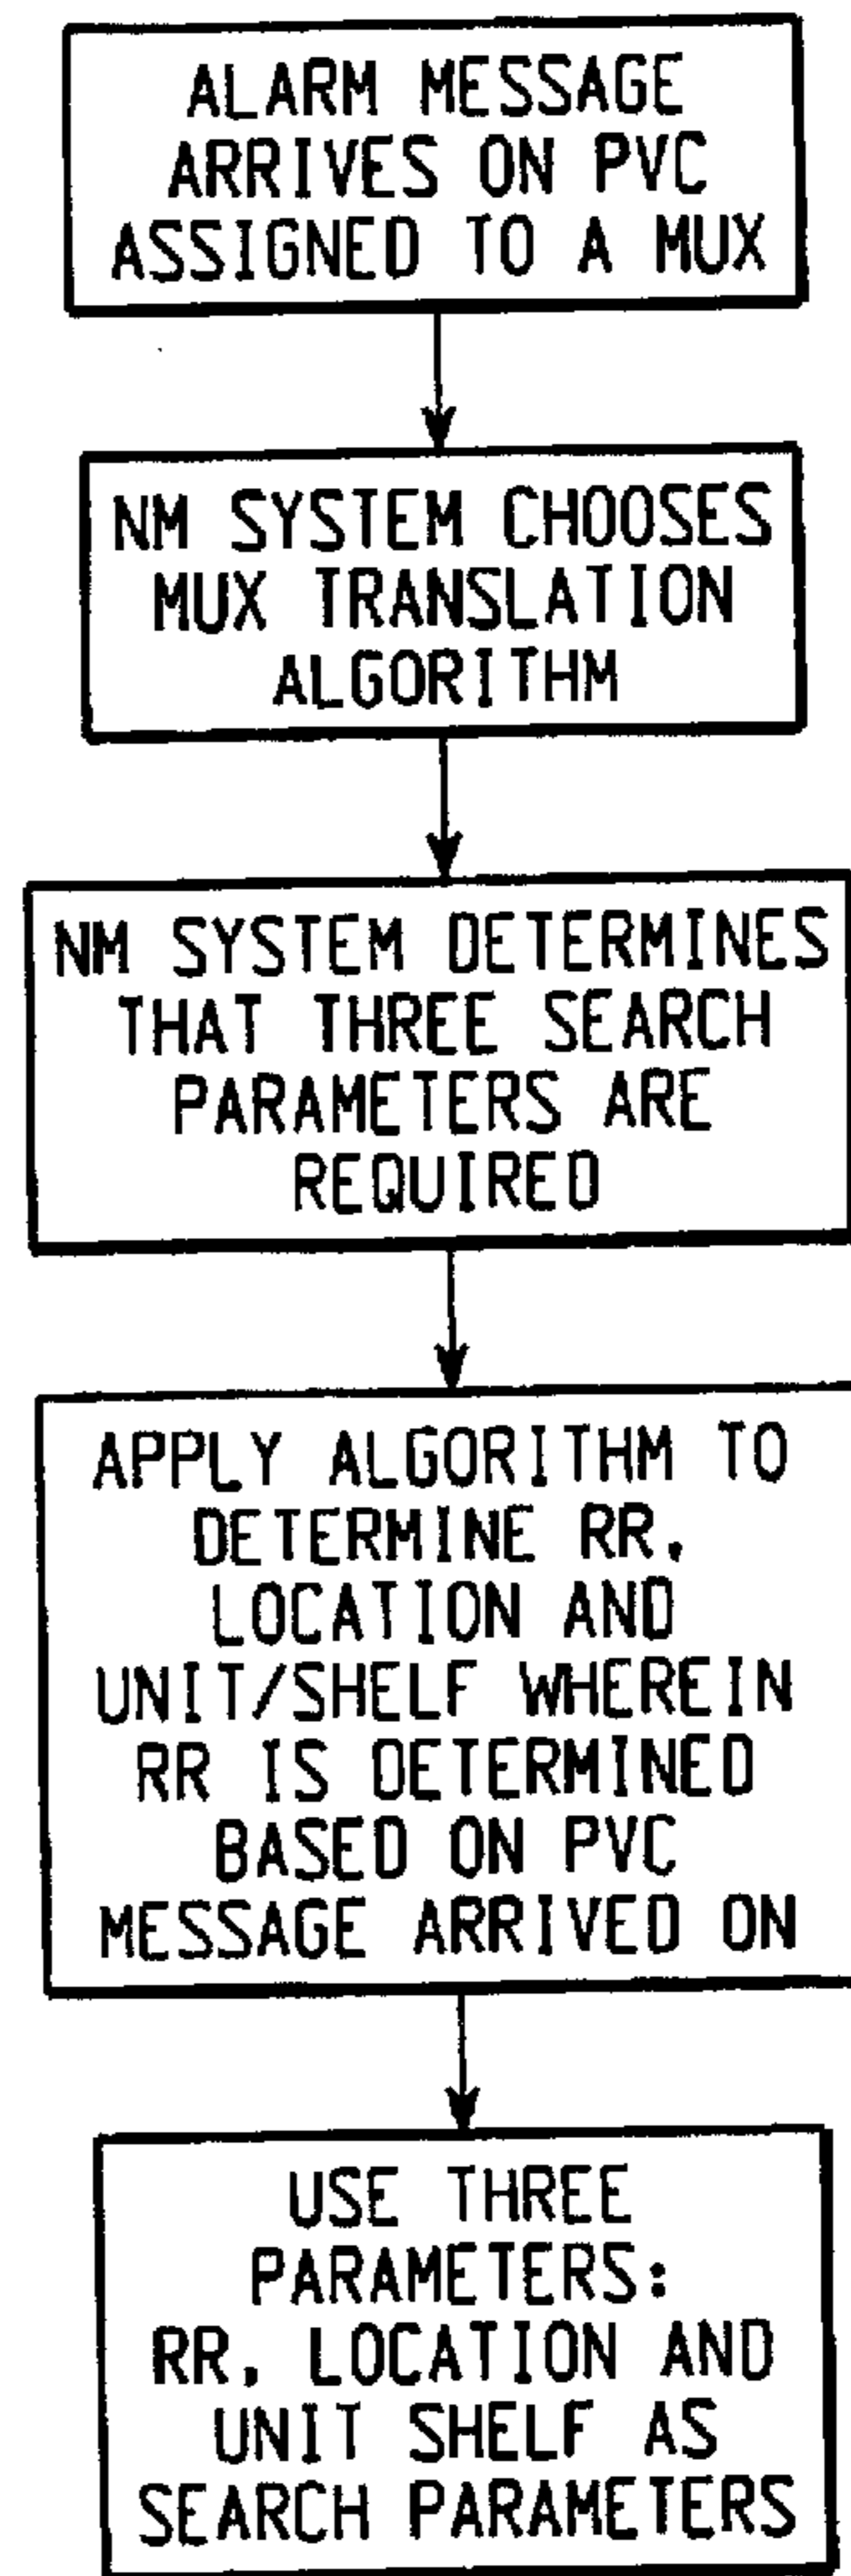 ALARM MESSAGE
ARRIVES ON PVC
ASSIGNED TO A MUX
NM SYSTEM CHOOSES
MUX TRANSLATION
ALGORITHM
NM SYSTEM DETERMINES
THAT THREE SEARCH
PARAMETERS ARE
REQUIRED
APPLY ALGORITHM TO
DETERMINE RR,
LOCATION AND
UNIT/SHELF WHEREIN
RR IS DETERMINED
BASED ON PVC
MESSAGE ARRIVED ON
USE THREE
PARAMETERS:
RR, LOCATION AND
UNIT SHELF AS
SEARCH PARAMETERS